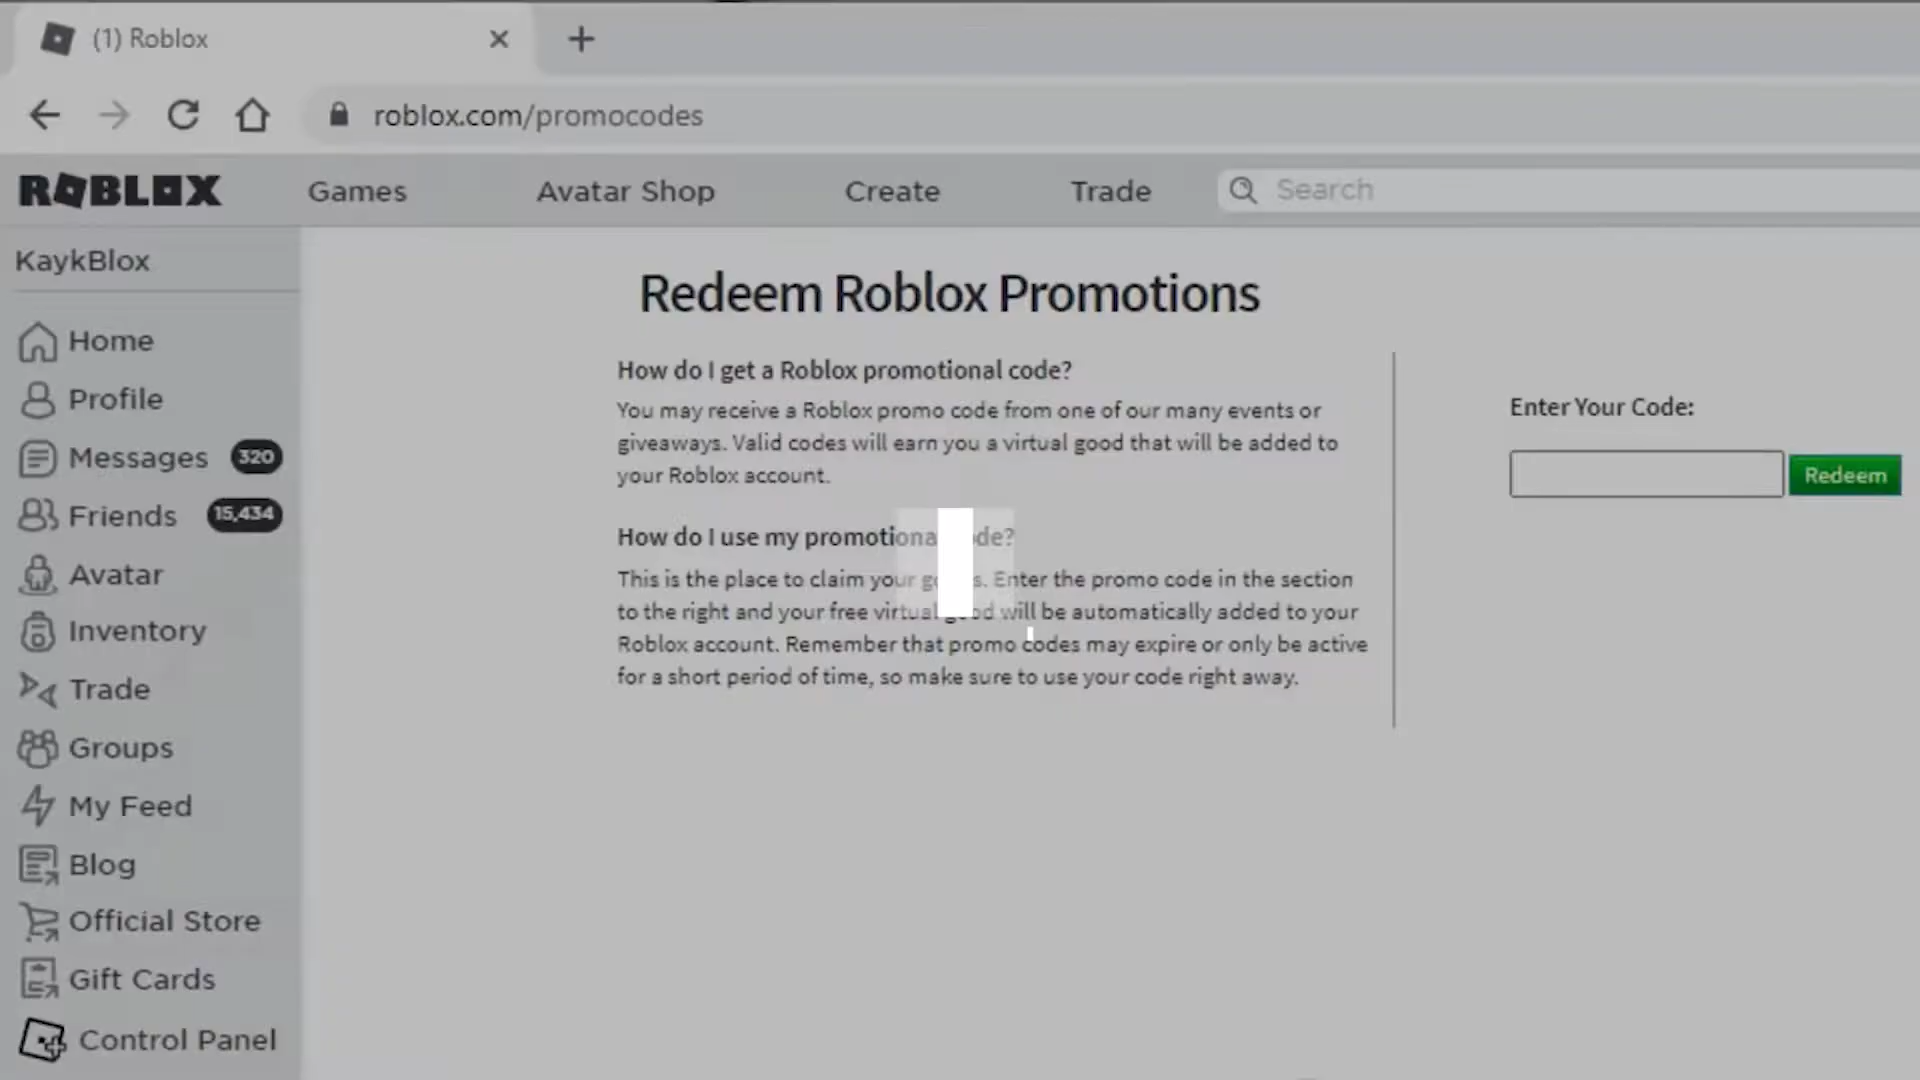 (1) Roblox
roblox.com/promocodes
ROBLOX
Games
Avatar Shop
Create
Trade
Search
KaykBlox
Home
Profile
Messages
320
Friends
15,434
Avatar
Inventory
Trade
Groups
My Feed
Blog
Official Store
Gift Cards
Control Panel
Redeem Roblox Promotions
How do I get a Roblox promotional code?
You may receive a Roblox promo code from one of our many events or
giveaways. Valid codes will earn you a virtual good that will be added to
your Roblox account.
How do I use my
This is the place to claim your Enter the promo code in the section
to the right and your free virtual will be automatically added to your
Roblox account. Remember that promo codes may expire or only be active
for a short period of time, so make sure to use your code right away.
Enter Your Code:
Redeem